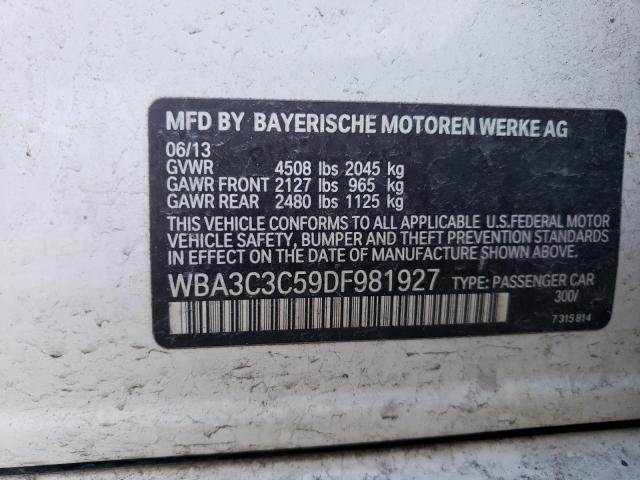 MFD BY BAYERISCHE MOTOREN WERKE AG
06/13
GVWR 4508 lbs 2045 kg
GAWR FRONT 2127 lbs 965 kg
GAWR REAR 2480 lbs 1125 kg
THIS VEHICLE CONFORMS TO ALL APPLICABLE U.S.FEDERAL MOTOR
VEHICLE SAFETY, BUMPER AND THEFT PREVENTION STANDARDS
IN EFFECT ON THE DATE OF MANUFACTURE SHOWN ABOVE.
WBA3C3C59DF981927 TYPE: PASSENGER CAR
300/
7 315 814